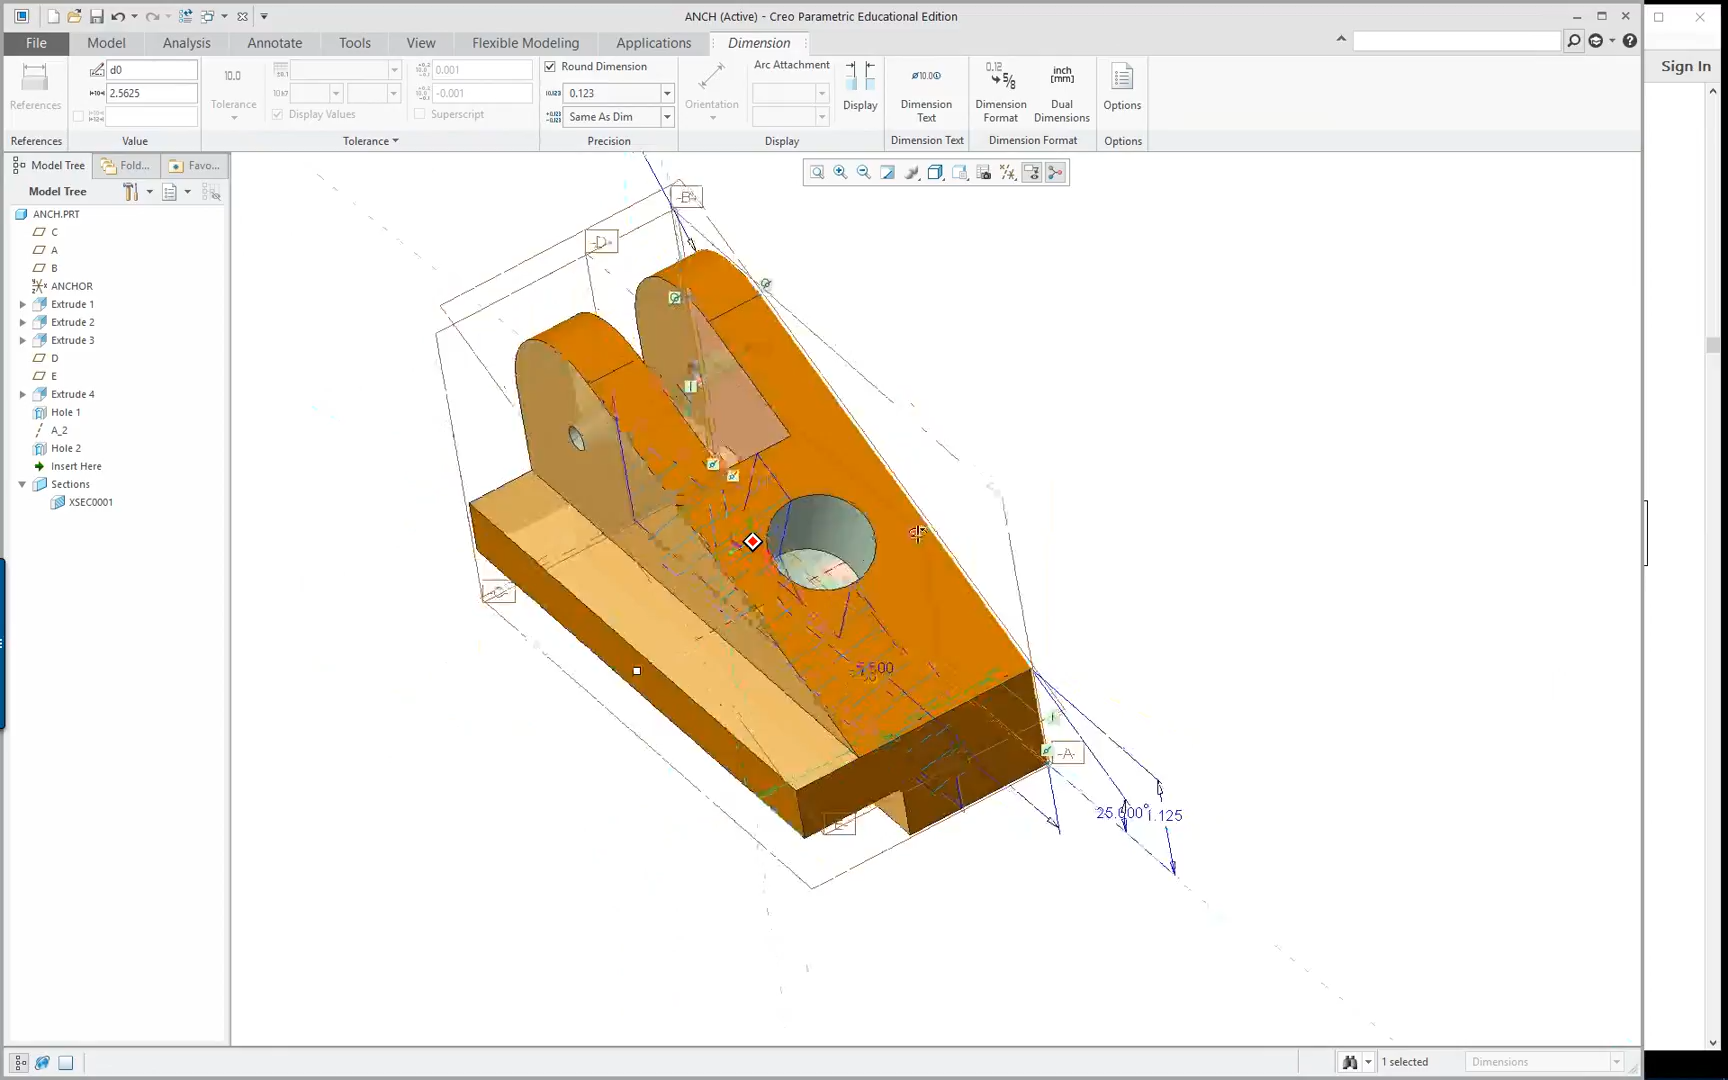 ANCH (Active) - Creo Parametric Educational Edition
File Model Analysis Annotate Tools View Flexible Modeling Applications Dimension
Sign In
References
d0
2.5625
Value
10.0
Tolerance
0.001
-0.001
Display Values
Superscript
Tolerance
Round Dimension
0.123
Same As Dim
Precision
Orientation
Arc Attachment
Display
Display
Dimension Text
Dimension Text
Dimension Format
Dual Dimensions
inch [mm]
Dimension Format
Options
Options
References
Model Tree Fold... Favo...
Model Tree
ANCH.PRT
C
A
B
ANCHOR
Extrude 1
Extrude 2
Extrude 3
D
E
Extrude 4
Hole 1
A_2
Hole 2
Insert Here
Sections
XSEC0001
-B-
-D-
-A-
25.000°
1.125
1 selected
Dimensions